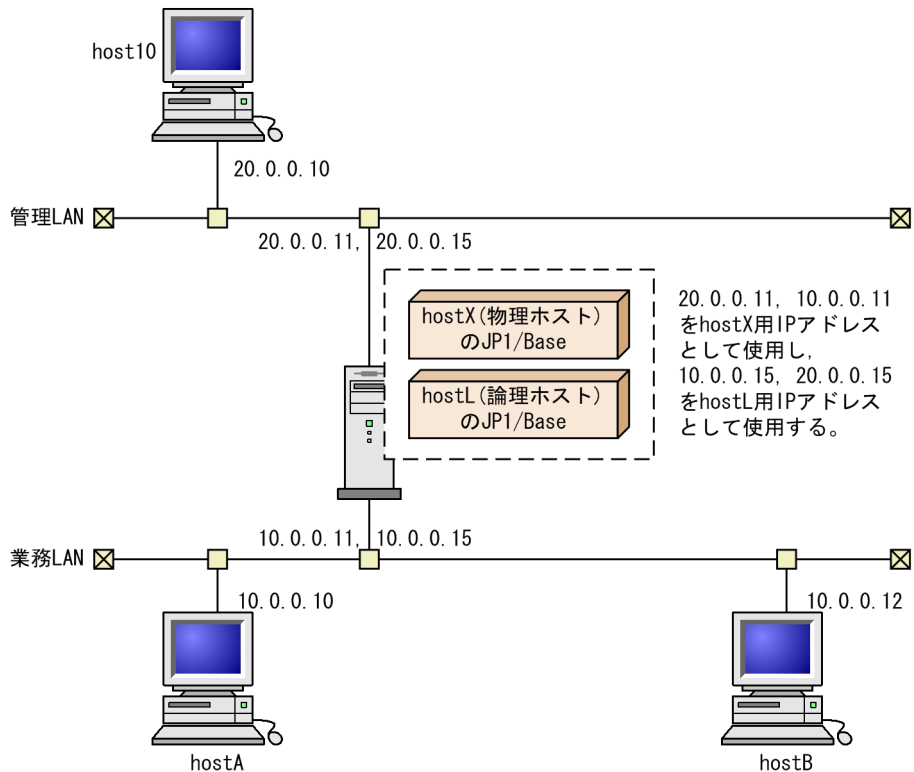 host10
20.0.0.10
管理LAN
20.0.0.11, 20.0.0.15
hostX(物理ホスト)
のJP1/Base
hostL(論理ホスト)
のJP1/Base
20.0.0.11, 10.0.0.11
をhostX用IPアドレス
として使用し,
10.0.0.15, 20.0.0.15
をhostL用IPアドレス
として使用する。
10.0.0.11, 10.0.0.15
業務LAN
10.0.0.10
10.0.0.12
hostA
hostB